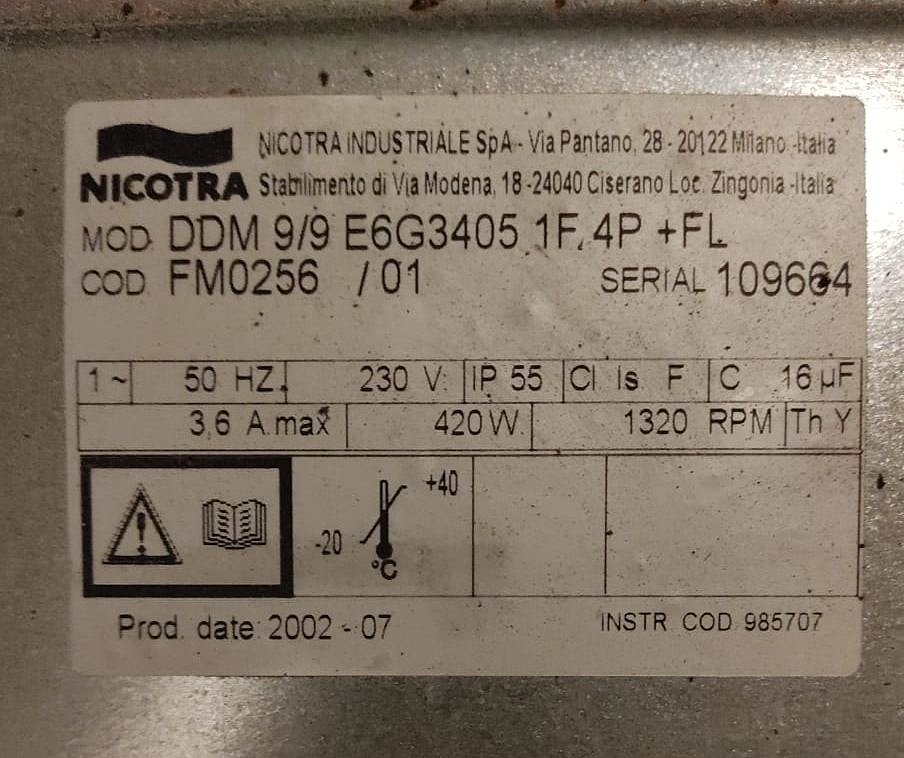 NICOTRA INDUSTRIALE SpA - Via Pantano, 28 - 20122 Milano -Italia
NICOTRA Stabilimento di Via Modena, 18 -24040 Ciserano Loc. Zingonia -Italia
MOD. DDM 9/9 E6G3405 1F 4P +FL
COD FM0256 /01 SERIAL 109664
1~ 50 HZ. 230 V. IP 55 Cl is F C 16 µF
3,6 A max 420 W. 1320 RPM Th Y
+40
-20
°C
Prod. date: 2002 - 07 INSTR. COD. 985707